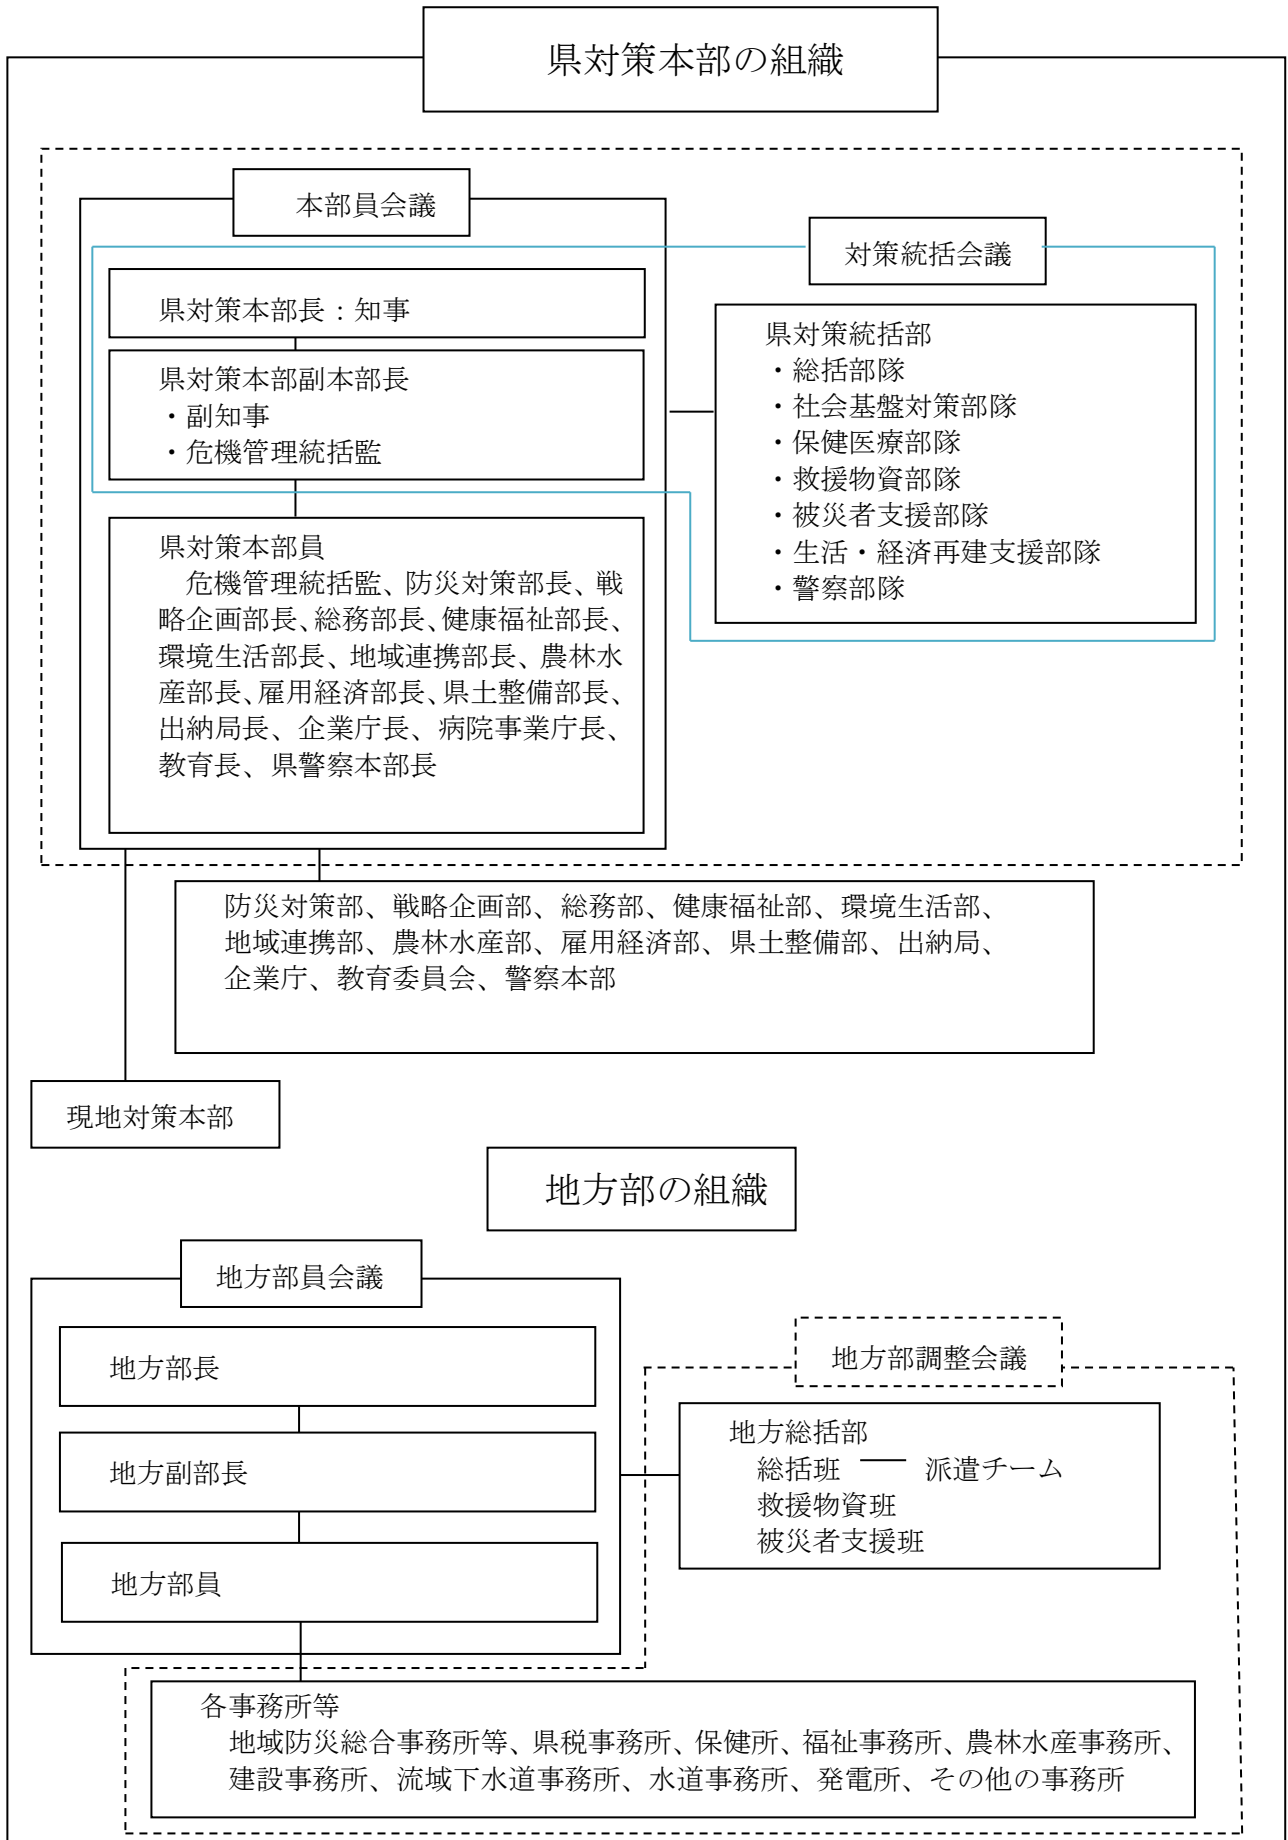 県対策本部の組織
本部員会議
対策統括会議
県対策本部長:知事
県対策本部副本部長
・副知事
・危機管理統括監
県対策本部員
危機管理統括監、防災対策部長、戦
略企画部長、総務部長、健康福祉部長、
環境生活部長、地域連携部長、農林水
産部長、雇用経済部長、県土整備部長、
出納局長、企業庁長、病院事業庁長、
教育長、県警察本部長
県対策統括部
・総括部隊
・社会基盤対策部隊
・保健医療部隊
・救援物資部隊
・被災者支援部隊
・生活・経済再建支援部隊
・警察部隊
防災対策部、戦略企画部、総務部、健康福祉部、環境生活部、
地域連携部、農林水産部、雇用経済部、県土整備部、出納局、
企業庁、教育委員会、警察本部
現地対策本部
地方部の組織
地方部員会議
地方部長
地方副部長
地方部員
地方部調整会議
地方総括部
総括班 ── 派遣チーム
救援物資班
被災者支援班
各事務所等
地域防災総合事務所等、県税事務所、保健所、福祉事務所、農林水産事務所、
建設事務所、流域下水道事務所、水道事務所、発電所、その他の事務所